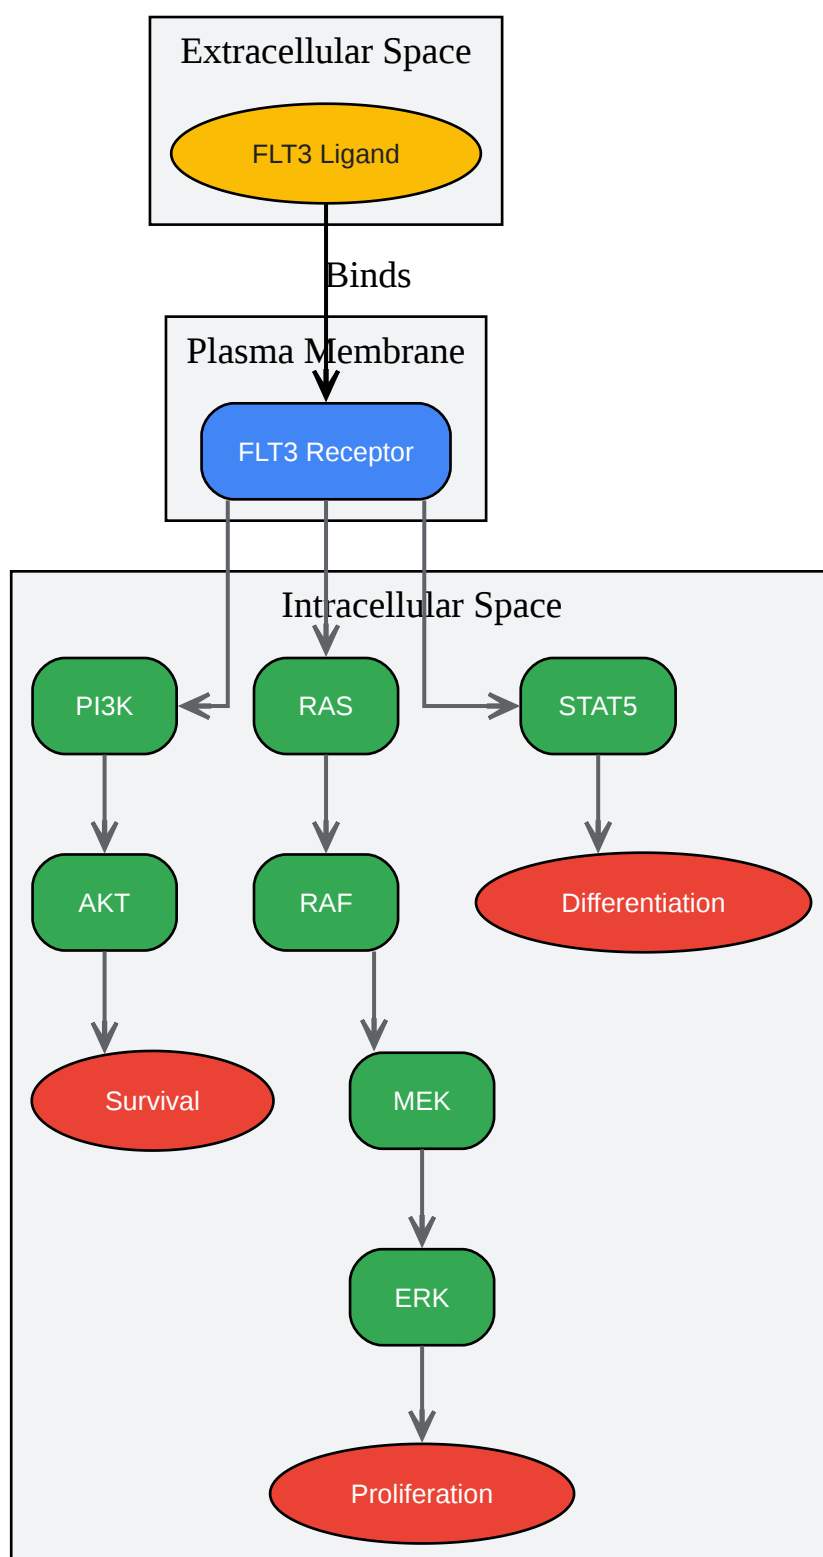 Extracellular Space
FLT3 Ligand
Binds
Plasma Membrane
FLT3 Receptor
Intracellular Space
PI3K
RAS
STAT5
AKT
RAF
Differentiation
Survival
MEK
ERK
Proliferation